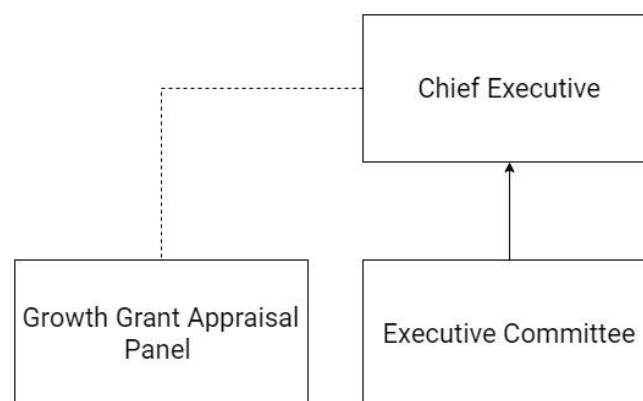 Chief Executive
Growth Grant Appraisal
Panel
Executive Committee